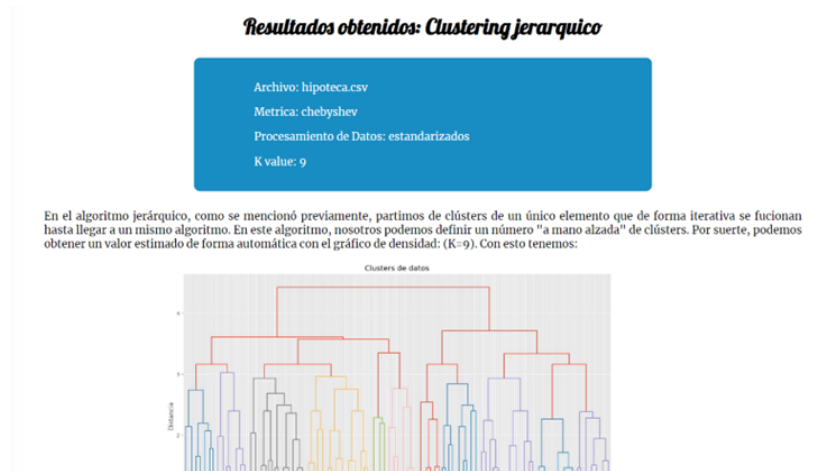 Resultados obtenidos: Clustering jerarquico
Archivo: hipoteca.csv
Metrica: chebyshev
Procesamiento de Datos: estandarizados
K value: 9
En el algoritmo jerárquico, como se mencionó previamente, partimos de clústers de un único elemento que de forma iterativa se fucionan
hasta llegar a un mismo algoritmo. En este algoritmo, nosotros podemos definir un número "a mano alzada" de clústers. Por suerte, podemos
obtener un valor estimado de forma automática con el gráfico de densidad: (K=9). Con esto tenemos:
Clusters de datos
4
3
Distancia
2